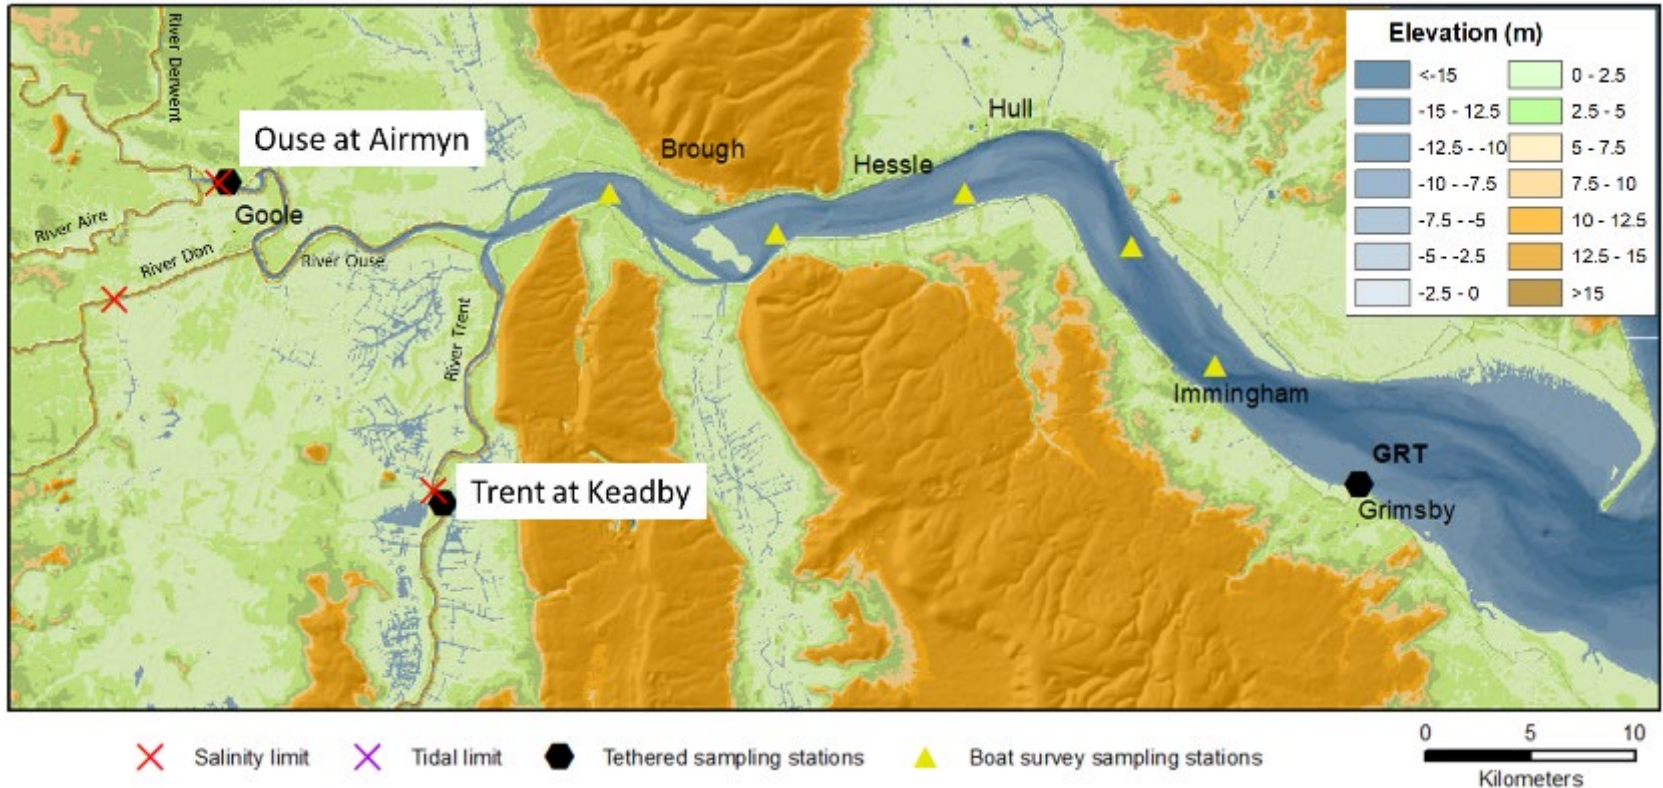 Elevation (m)
<-15
0 - 2.5
-15 - 12.5
2.5 - 5
-12.5 - -10
5 - 7.5
-10 - -7.5
7.5 - 10
-7.5 - -5
10 - 12.5
-5 - -2.5
12.5 - 15
-2.5 - 0
>15
River Derwent
Ouse at Airmyn
Hull
Brough
Hessle
Goole
River Aire
River Don
River Ouse
River Trent
Immingham
GRT
Grimsby
Trent at Keadby
Salinity limit
Tidal limit
Tethered sampling stations
Boat survey sampling stations
0 5 10
Kilometers